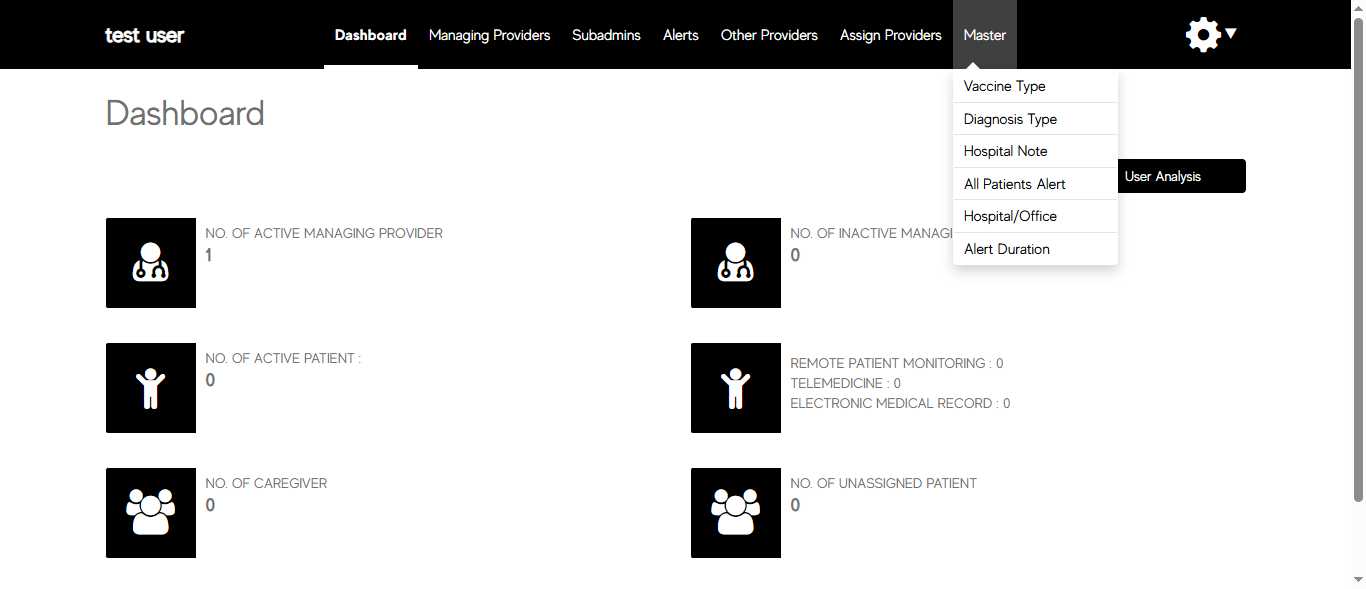 test user
Dashboard Managing Providers Subadmins Alerts Other Providers Assign Providers Master
Vaccine Type
Dashboard
Diagnosis Type
Hospital Note
User Analysis
All Patients Alert
Hospital/Office
Alert Duration
NO. OF ACTIVE MANAGING PROVIDER
1
NO. OF INACTIVE
0
NO. OF ACTIVE PATIENT :
0
REMOTE PATIENT MONITORING : 0
TELEMEDICINE : 0
ELECTRONIC MEDICAL RECORD : 0
NO. OF CAREGIVER
0
NO. OF UNASSIGNED PATIENT
0